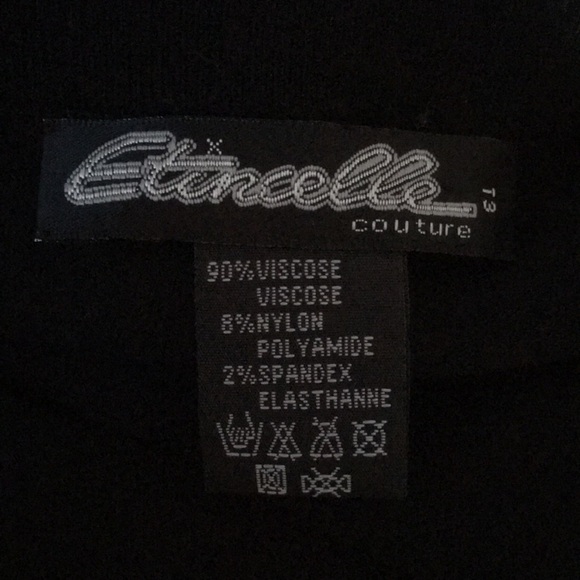 Etincelle
T3
couture
90%VISCOSE
VISCOSE
8%NYLON
POLYAMIDE
2%SPANDEX
ELASTHANNE